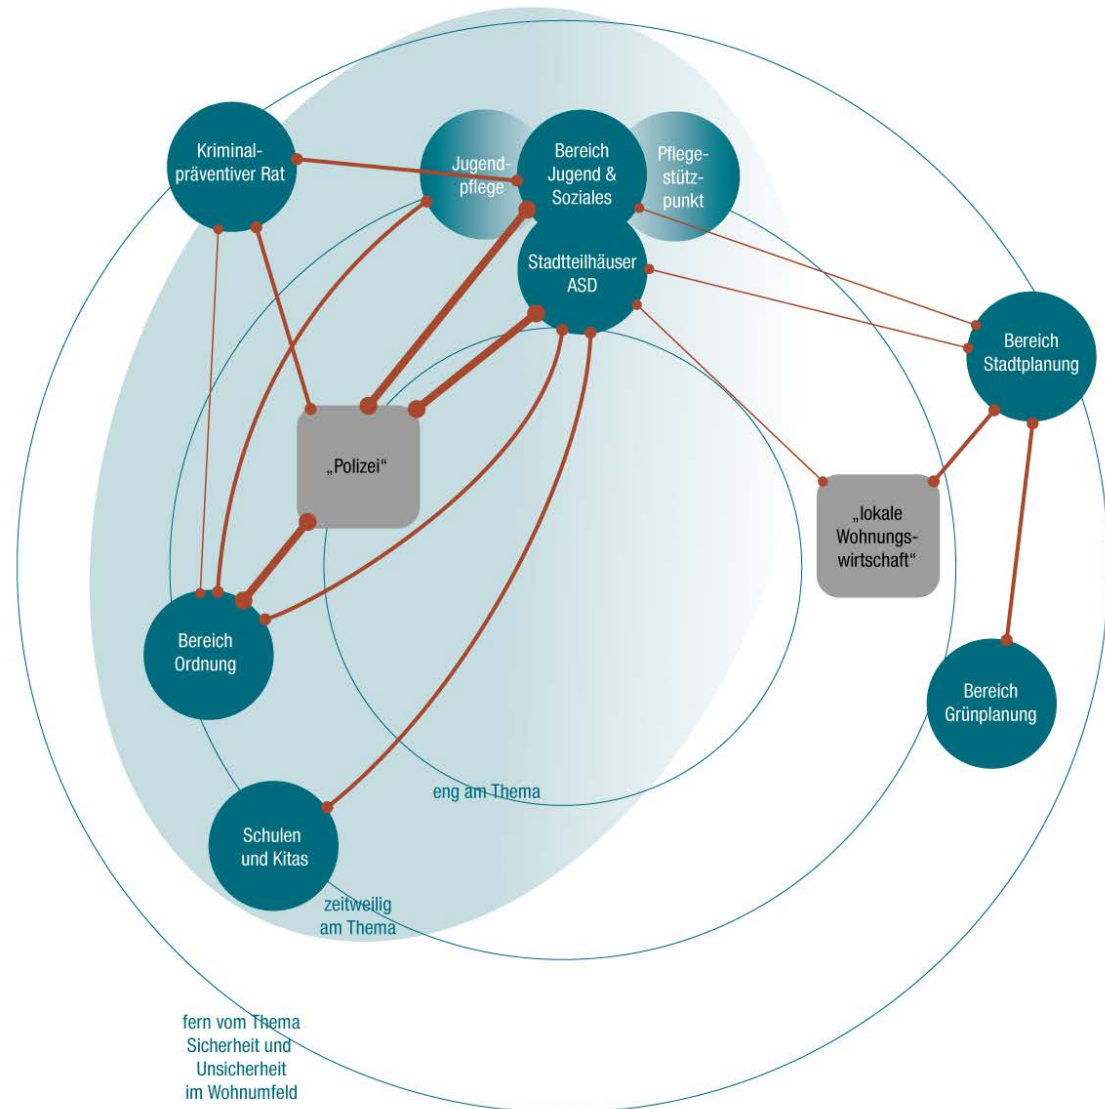 Kriminal-
präventiver Rat
Jugend-
pflege
Bereich
Jugend &
Soziales
Pflege-
stütz-
punkt
Stadtteilhäuser
ASD
Bereich
Stadtplanung
„Polizei“
„lokale
Wohnungs-
wirtschaft“
Bereich
Ordnung
Bereich
Grünplanung
eng am Thema
Schulen
und Kitas
zeitweilig
am Thema
fern vom Thema
Sicherheit und
Unsicherheit
im Wohnumfeld